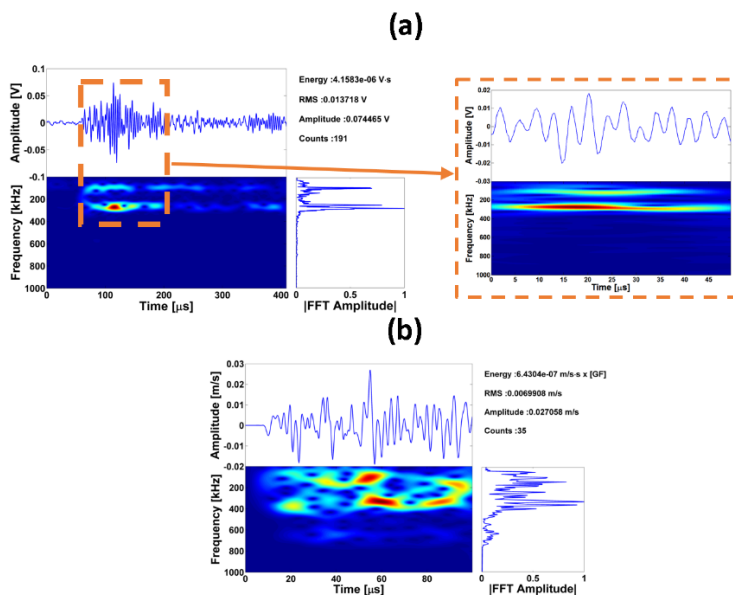 (a)
0.1
0.05
0
-0.05
-0.1
Amplitude [V]
Energy :4.1583e-06 V·s
RMS :0.013718 V
Amplitude :0.074465 V
Counts :191
200
400
600
800
1000
Frequency [kHz]
0
100
200
300
400
Time [µs]
0
0.5
1
|FFT Amplitude|
0.02
0.01
0
-0.01
-0.02
-0.03
Amplitude [V]
200
400
600
800
1000
Frequency [kHz]
0
5
10
15
20
25
30
35
40
45
Time [µs]
(b)
0.03
0.02
0.01
0
-0.01
-0.02
Amplitude [m/s]
Energy :6.4304e-07 m/s·s x [GF]
RMS :0.0069908 m/s
Amplitude :0.027058 m/s
Counts :35
200
400
600
800
1000
Frequency [kHz]
0
20
40
60
80
Time [µs]
0
0.5
1
|FFT Amplitude|